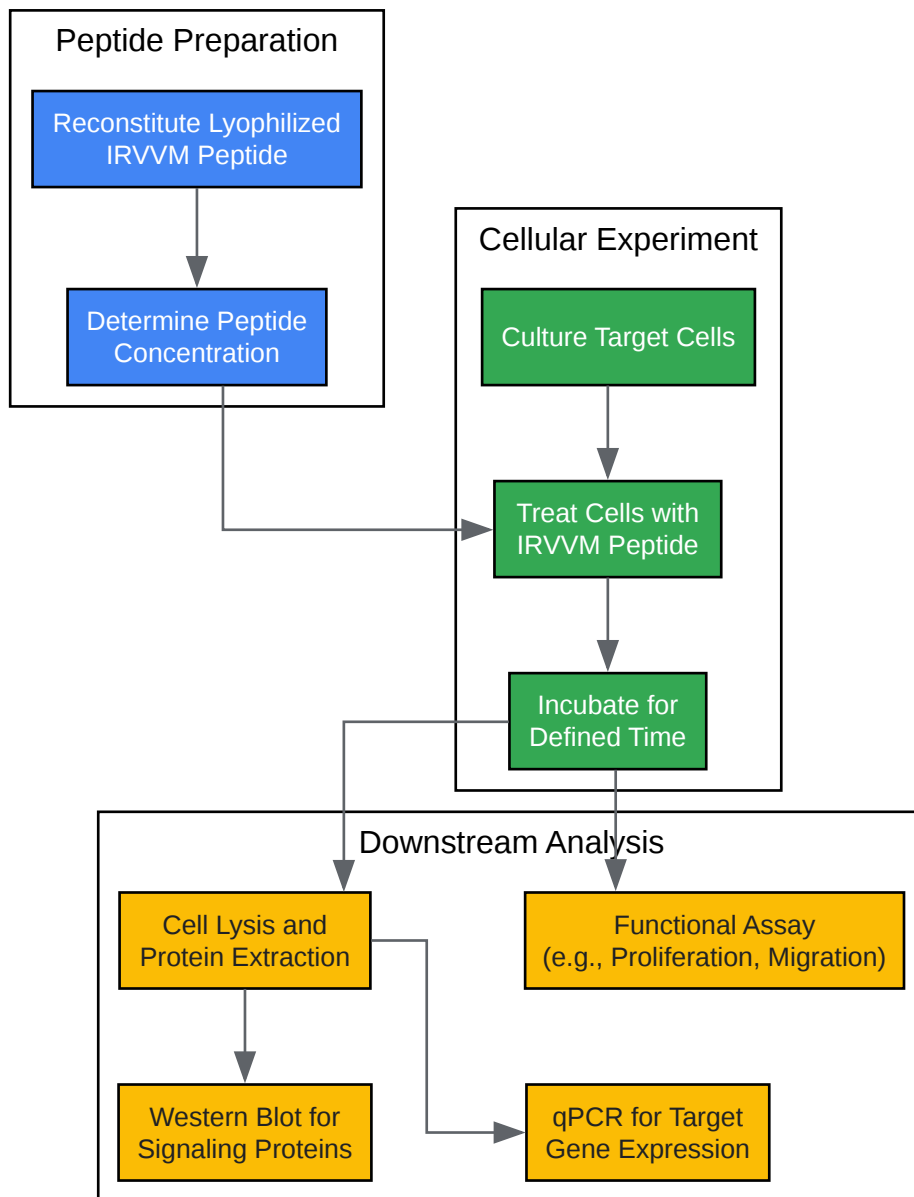 Peptide Preparation
Reconstitute Lyophilized
IRVVM Peptide
Determine Peptide
Concentration
Cellular Experiment
Culture Target Cells
Treat Cells with
IRVVM Peptide
Incubate for
Defined Time
Downstream Analysis
Cell Lysis and
Protein Extraction
Functional Assay
(e.g., Proliferation, Migration)
Western Blot for
Signaling Proteins
qPCR for Target
Gene Expression